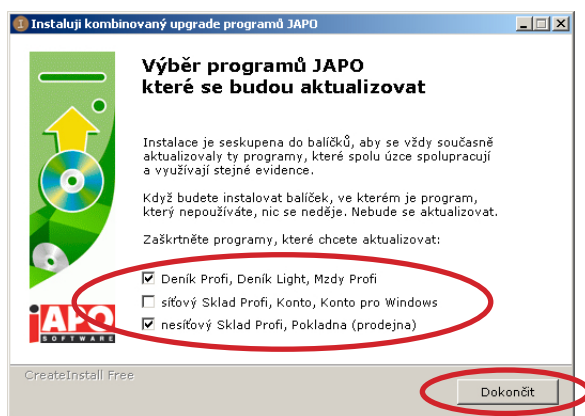 Instaluji kombinovaný upgrade programů JAPO
Výběr programů JAPO
které se budou aktualizovat
Instalace je seskupena do balíčků, aby se vždy současně
aktualizovaly ty programy, které spolu úzce spolupracují
a využívají stejné evidence.
Když budete instalovat balíček, ve kterém je program,
který nepoužíváte, nic se neděje. Nebude se aktualizovat.
Zaškrtněte programy, které chcete aktualizovat:
Deník Profi, Deník Light, Mzdy Profi
síťový Sklad Profi, Konto, Konto pro Windows
nesíťový Sklad Profi, Pokladna (prodejna)
JAPO
SOFTWARE
CreateInstall Free
Dokončit